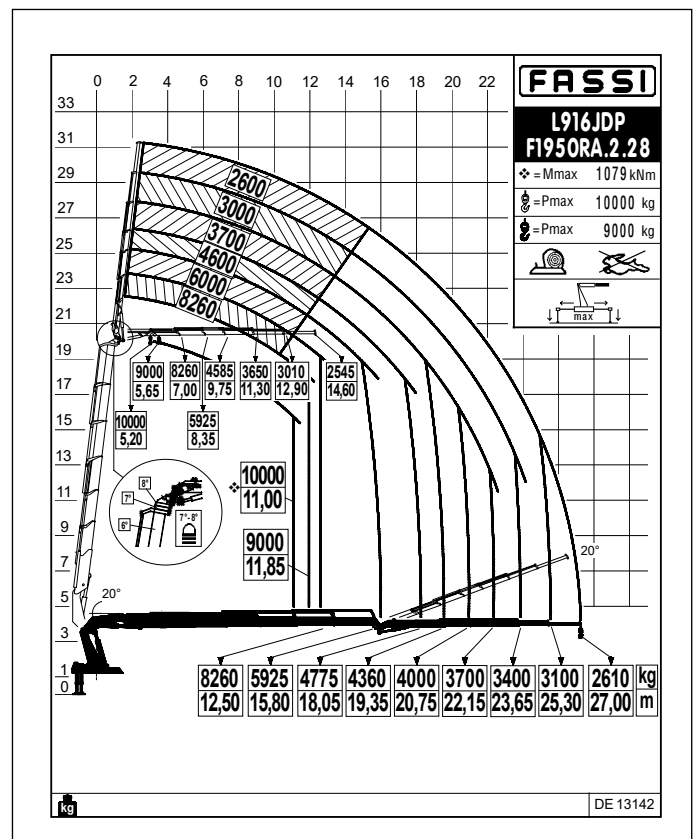 FASSI
L916JDP
F1950RA.2.28
❖ = Mmax 1079 kNm
= Pmax 10000 kg
= Pmax 9000 kg
max
0 2 4 6 8 10 12 14 16 18 20 22
33
31
29
27
25
23
21
19
17
15
13
11
9
7
5
3
1
0
2600
3000
3700
4600
6000
8260
9000 8260 4585 3650 3010 2545
5,65 7,00 9,75 11,30 12,90 14,60
10000 5925
5,20 8,35
8°
7°
6°
7°-8°
❖ 10000
11,00
9000
11,85
20°
20°
8260 5925 4775 4360 4000 3700 3400 3100 2610 kg
12,50 15,80 18,05 19,35 20,75 22,15 23,65 25,30 27,00 m
kg
DE 13142